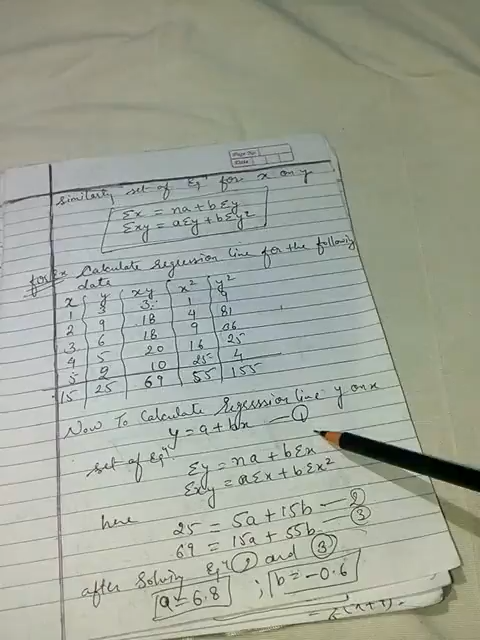 Page No.
Date
Similarly set of Eqⁿ for x on y
Σx = na + bΣy
Σxy = aΣy + bΣy²
for Ex Calculate regression line for the following
data
x y xy x² y²
1 3 3 1 9
2 9 18 4 81
3 6 18 9 36
4 5 20 16 25
5 2 10 25 4
15 25 69 55 155
Now To Calculate regression line y on x
y = a + bx — ①
set of Eqⁿ
Σy = na + bΣx
Σxy = aΣx + bΣx²
here
25 = 5a + 15b — ②
69 = 15a + 55b — ③
after Solving Eqⁿ ② and ③
a = 6.8 ; b = -0.6